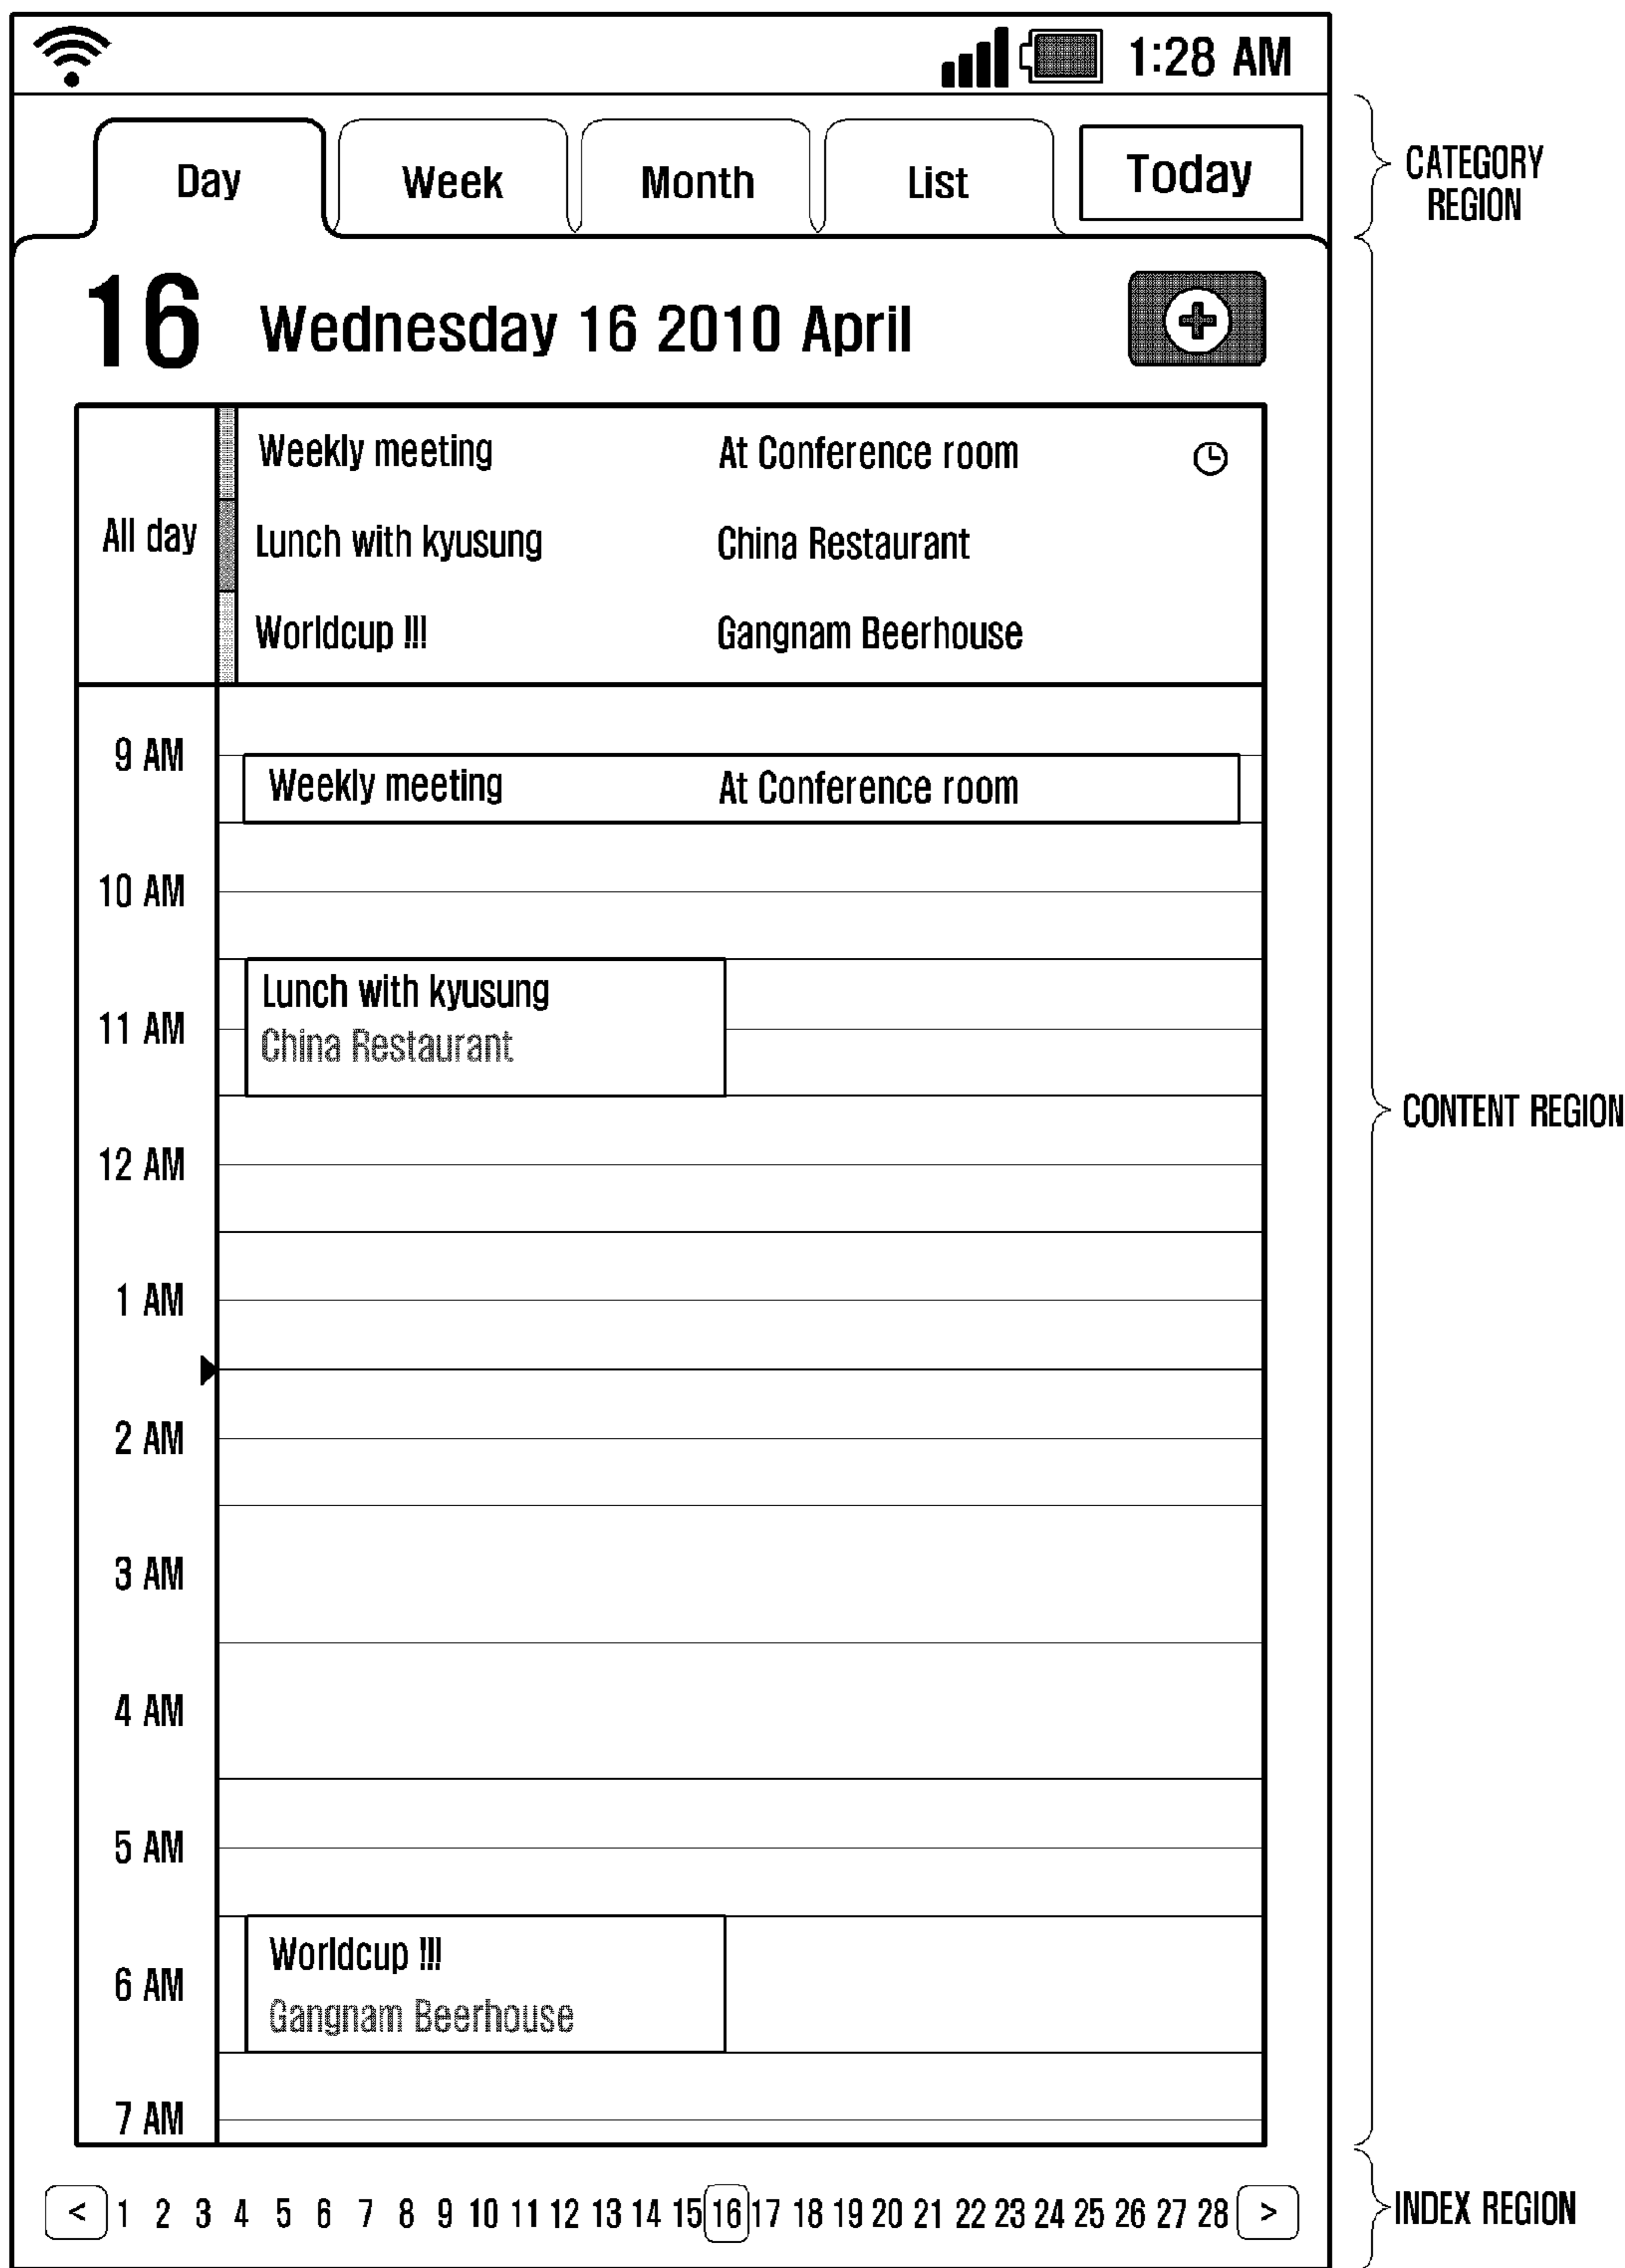 1:28 AM
Day Week Month List Today
CATEGORY
REGION
16 Wednesday 16 2010 April
All day
Weekly meeting At Conference room
Lunch with kyusung China Restaurant
Worldcup !!! Gangnam Beerhouse
9 AM
Weekly meeting At Conference room
10 AM
Lunch with kyusung
11 AM
China Restaurant
CONTENT REGION
12 AM
1 AM
2 AM
3 AM
4 AM
5 AM
Worldcup !!!
6 AM
Gangnam Beerhouse
7 AM
< 1 2 3 4 5 6 7 8 9 10 11 12 13 14 15 16 17 18 19 20 21 22 23 24 25 26 27 28 >
INDEX REGION